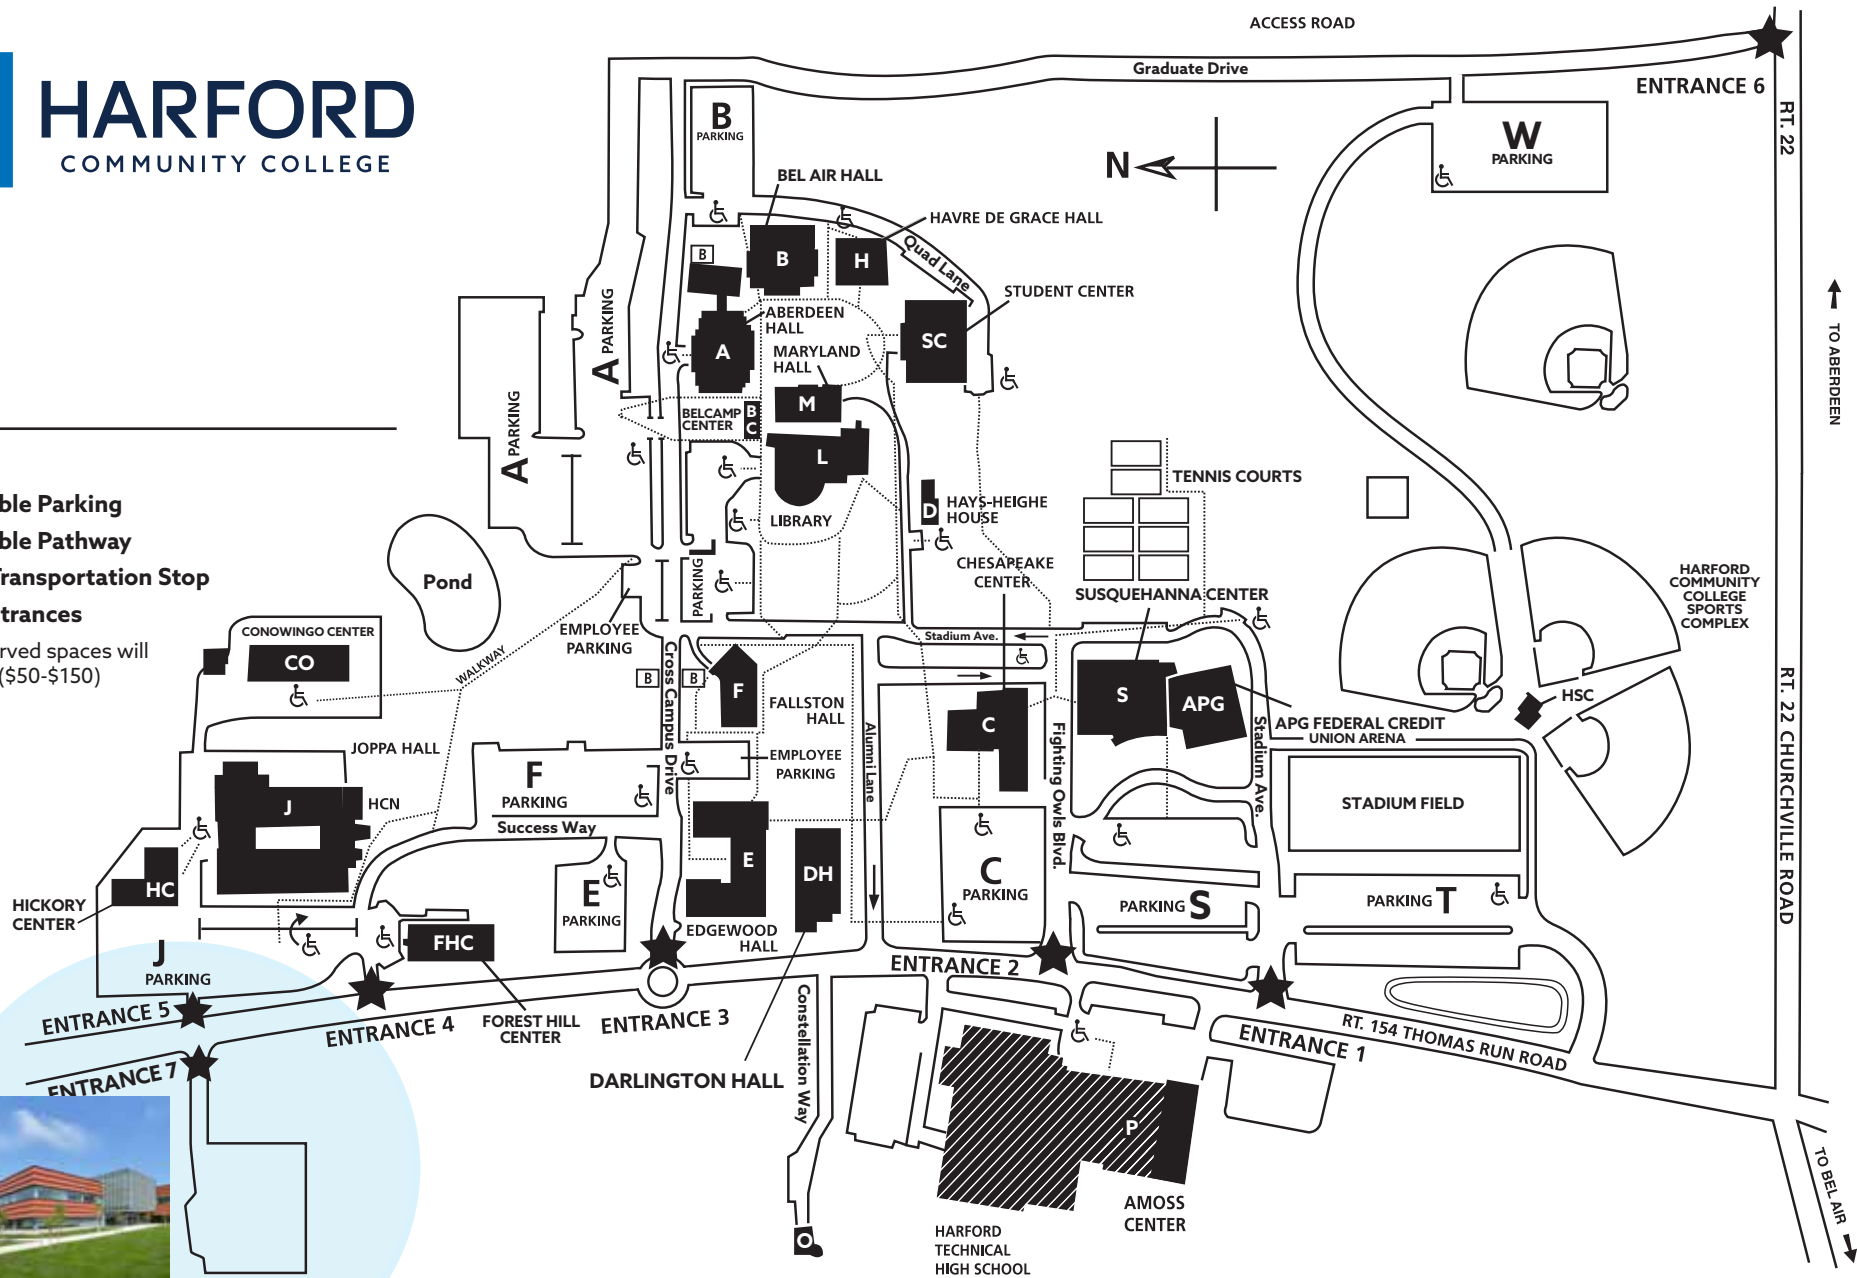 HARFORD
COMMUNITY COLLEGE
ble Parking
ble Pathway
Transportation Stop
trances
rved spaces will
($50-$150)
ACCESS ROAD
Graduate Drive
ENTRANCE 6
RT. 22
B
PARKING
W
PARKING
N
BEL AIR HALL
HAVRE DE GRACE HALL
Quad Lane
B
B
H
STUDENT CENTER
A PARKING
ABERDEEN
HALL
A
SC
MARYLAND
HALL
M
TO ABERDEEN
A PARKING
BELCAMP
CENTER
B
C
L
LIBRARY
D
HAYS-HEIGHE
HOUSE
TENNIS COURTS
Pond
L
PARKING
CHESAPEAKE
CENTER
SUSQUEHANNA CENTER
HARFORD
COMMUNITY
COLLEGE
SPORTS
COMPLEX
EMPLOYEE
PARKING
CONOWINGO CENTER
CO
WALKWAY
Stadium Ave.
Cross Campus Drive
B
B
F
FALLSTON
HALL
S
APG
HSC
C
APG FEDERAL CREDIT
UNION ARENA
JOPPA HALL
Alumni Lane
Fighting Owls Blvd.
Stadium Ave.
RT. 22 CHURCHVILLE ROAD
EMPLOYEE
PARKING
F
PARKING
J
HCN
STADIUM FIELD
Success Way
E
DH
HC
HICKORY
CENTER
E
PARKING
C
PARKING
PARKING S
PARKING T
FHC
EDGEWOOD
HALL
J
PARKING
ENTRANCE 2
ENTRANCE 5
ENTRANCE 4
FOREST HILL
CENTER
ENTRANCE 3
ENTRANCE 1
RT. 154 THOMAS RUN ROAD
ENTRANCE 7
DARLINGTON HALL
Constellation Way
P
O
AMOSS
CENTER
HARFORD
TECHNICAL
HIGH SCHOOL
TO BEL AIR